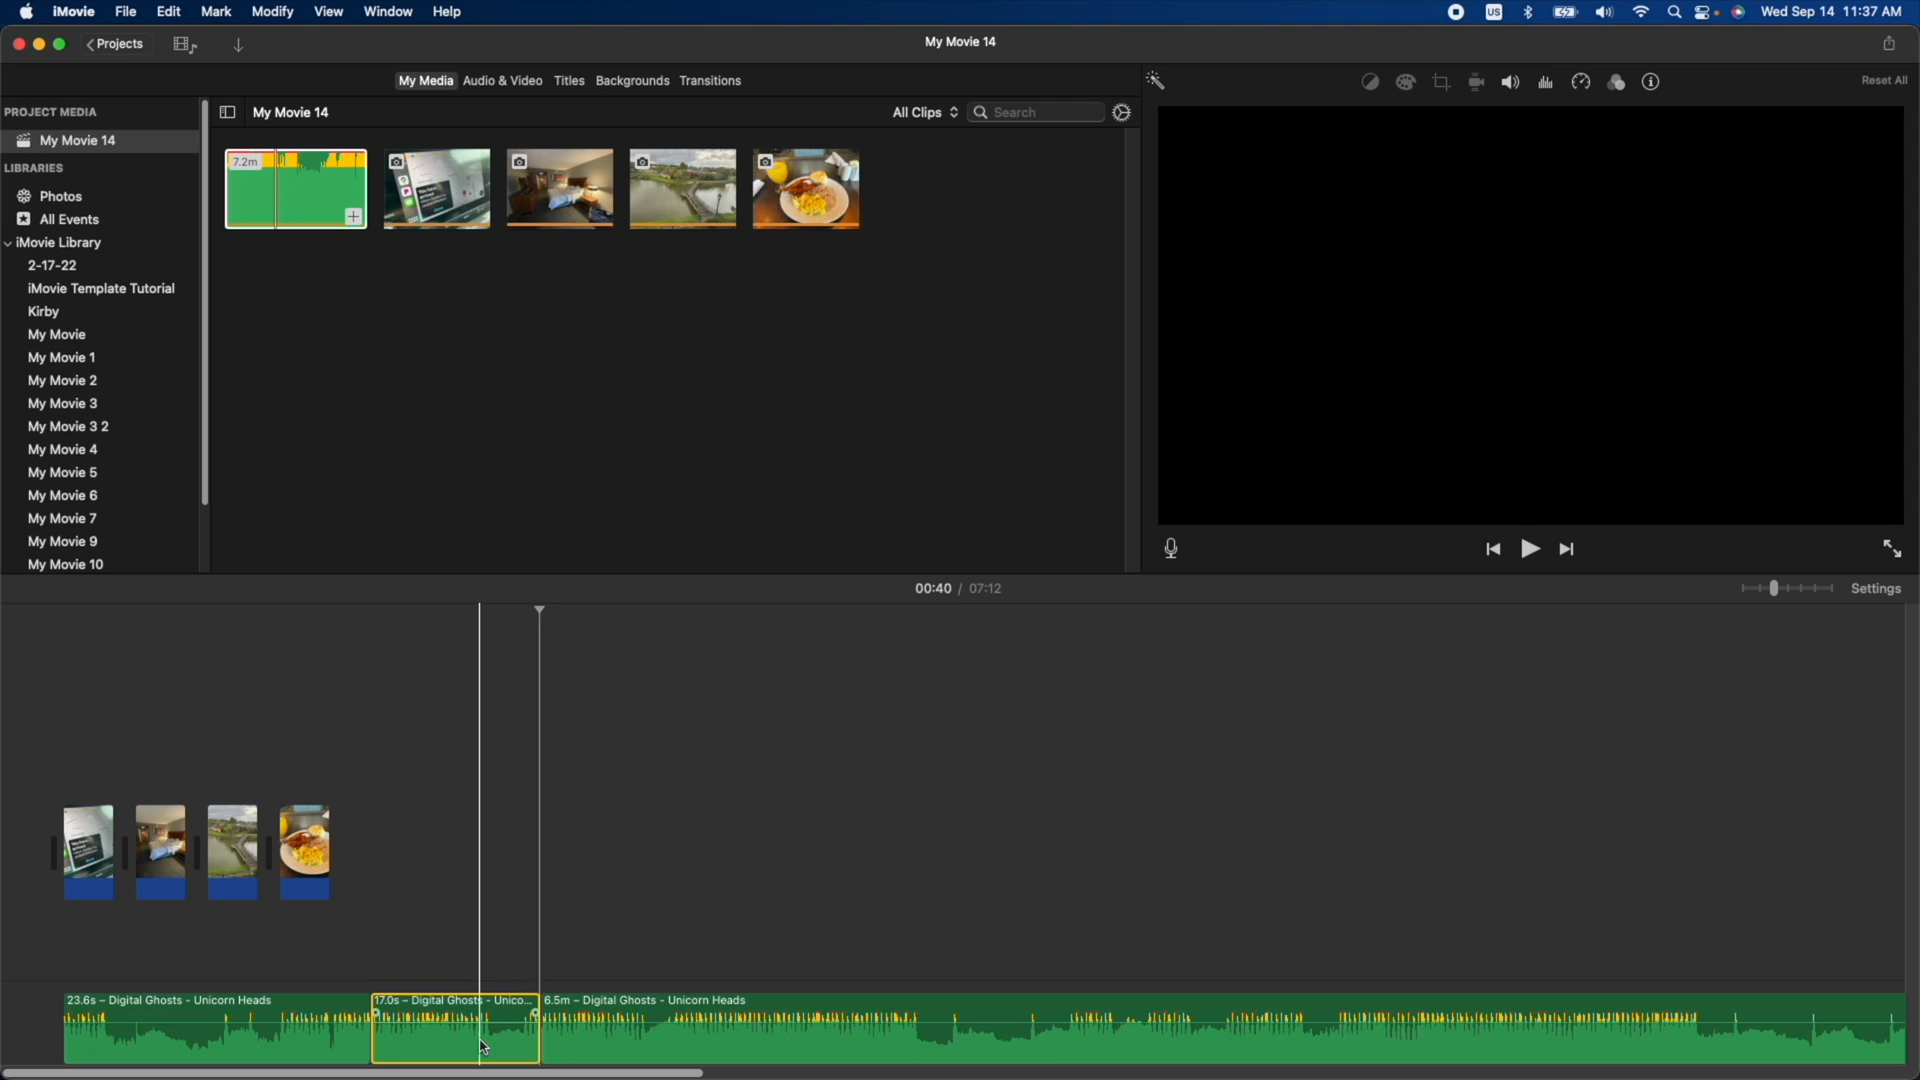 iMovie File Edit Mark Modify View Window Help
US
Wed Sep 14 11:37 AM
Projects
My Movie 14
My Media Audio & Video Titles Backgrounds Transitions
Reset All
PROJECT MEDIA
My Movie 14
LIBRARIES
Photos
All Events
iMovie Library
2-17-22
iMovie Template Tutorial
Kirby
My Movie
My Movie 1
My Movie 2
My Movie 3
My Movie 3 2
My Movie 4
My Movie 5
My Movie 6
My Movie 7
My Movie 9
My Movie 10
My Movie 14
All Clips
Search
7.2m
00:40 / 07:12
Settings
23.6s – Digital Ghosts - Unicorn Heads
17.0s – Digital Ghosts - Unico...
6.5m – Digital Ghosts - Unicorn Heads